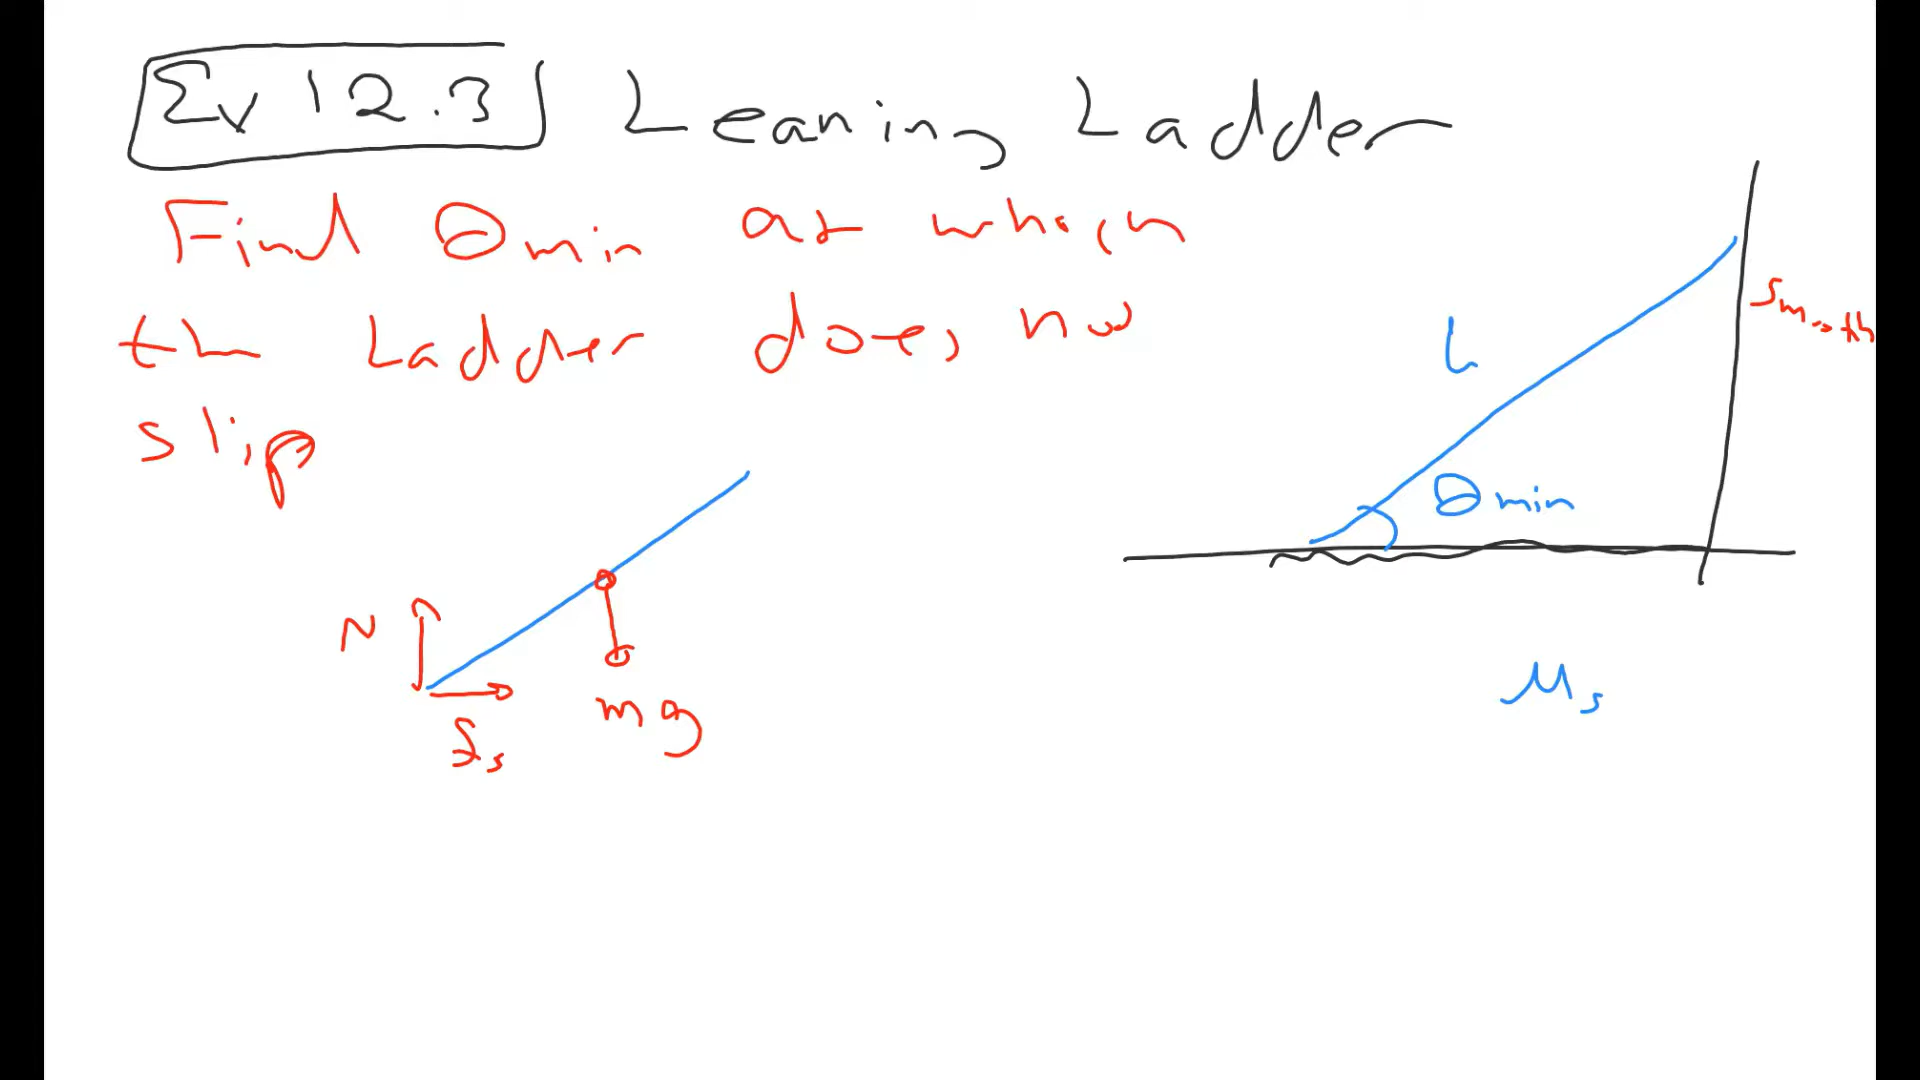 Ex 12.3 Leaning Ladder
Find θmin at which
the Ladder does not
slip
smooth
L
θmin
N
mg
fs
μs